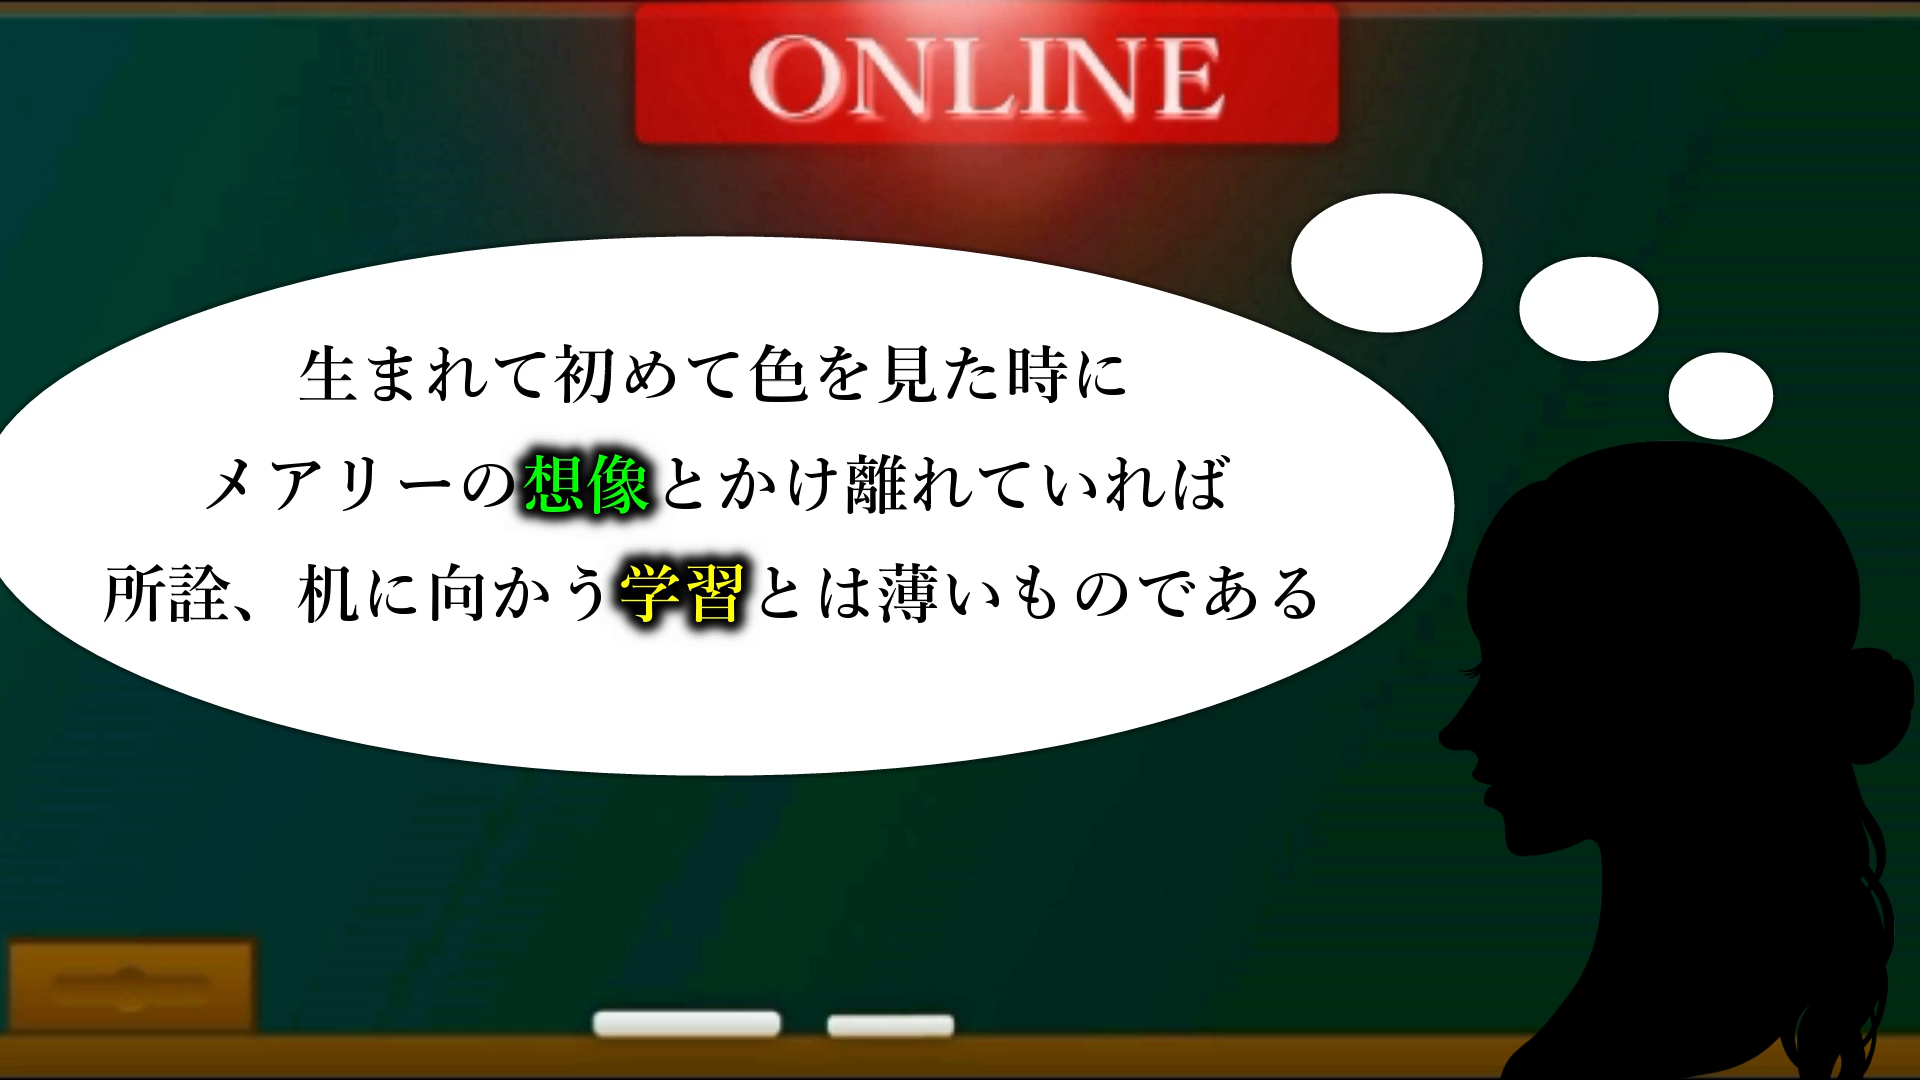 ONLINE
生まれて初めて色を見た時に
メアリーの想像とかけ離れていれば
所詮、机に向かう学習とは薄いものである